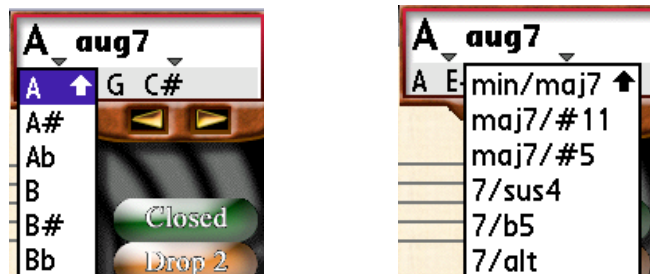 A aug7
A G C#
A#
Ab
B
B#
Bb
Closed
Drop 2
A aug7
A E
min/maj7
maj7/#11
maj7/#5
7/sus4
7/b5
7/alt